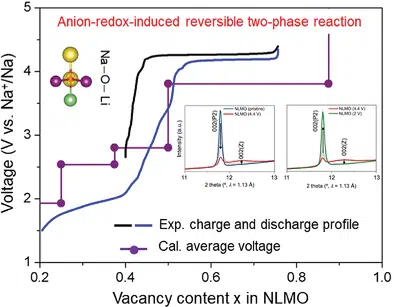 Anion-redox-induced reversible two-phase reaction
Voltage (V vs. Na⁺/Na)
5
4
3
2
1
Na–O–Li
Intensity (a.u.)
002(P2)
002(Z)
NLMO (pristine)
NLMO (4.4 V)
11 12 13
2 theta (°, λ = 1.13 Å)
002(P2)
002(Z)
NLMO (4.4 V)
NLMO (2 V)
11 12 13
2 theta (°, λ = 1.13 Å)
Exp. charge and discharge profile
Cal. average voltage
0.2 0.4 0.6 0.8 1.0
Vacancy content x in NLMO